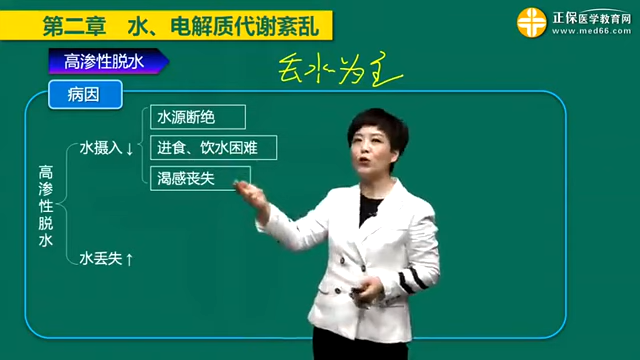 第二章 水、电解质代谢紊乱
正保医学教育网
www.med66.com
高渗性脱水
丢水为主
病因
水源断绝
水摄入↓
进食、饮水困难
渴感丧失
高渗性脱水
水丢失↑